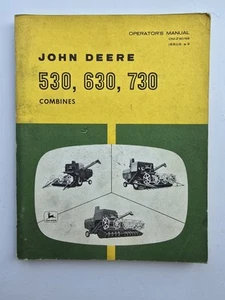 OPERATOR'S MANUAL
JOHN DEERE
530, 630, 730
COMBINES